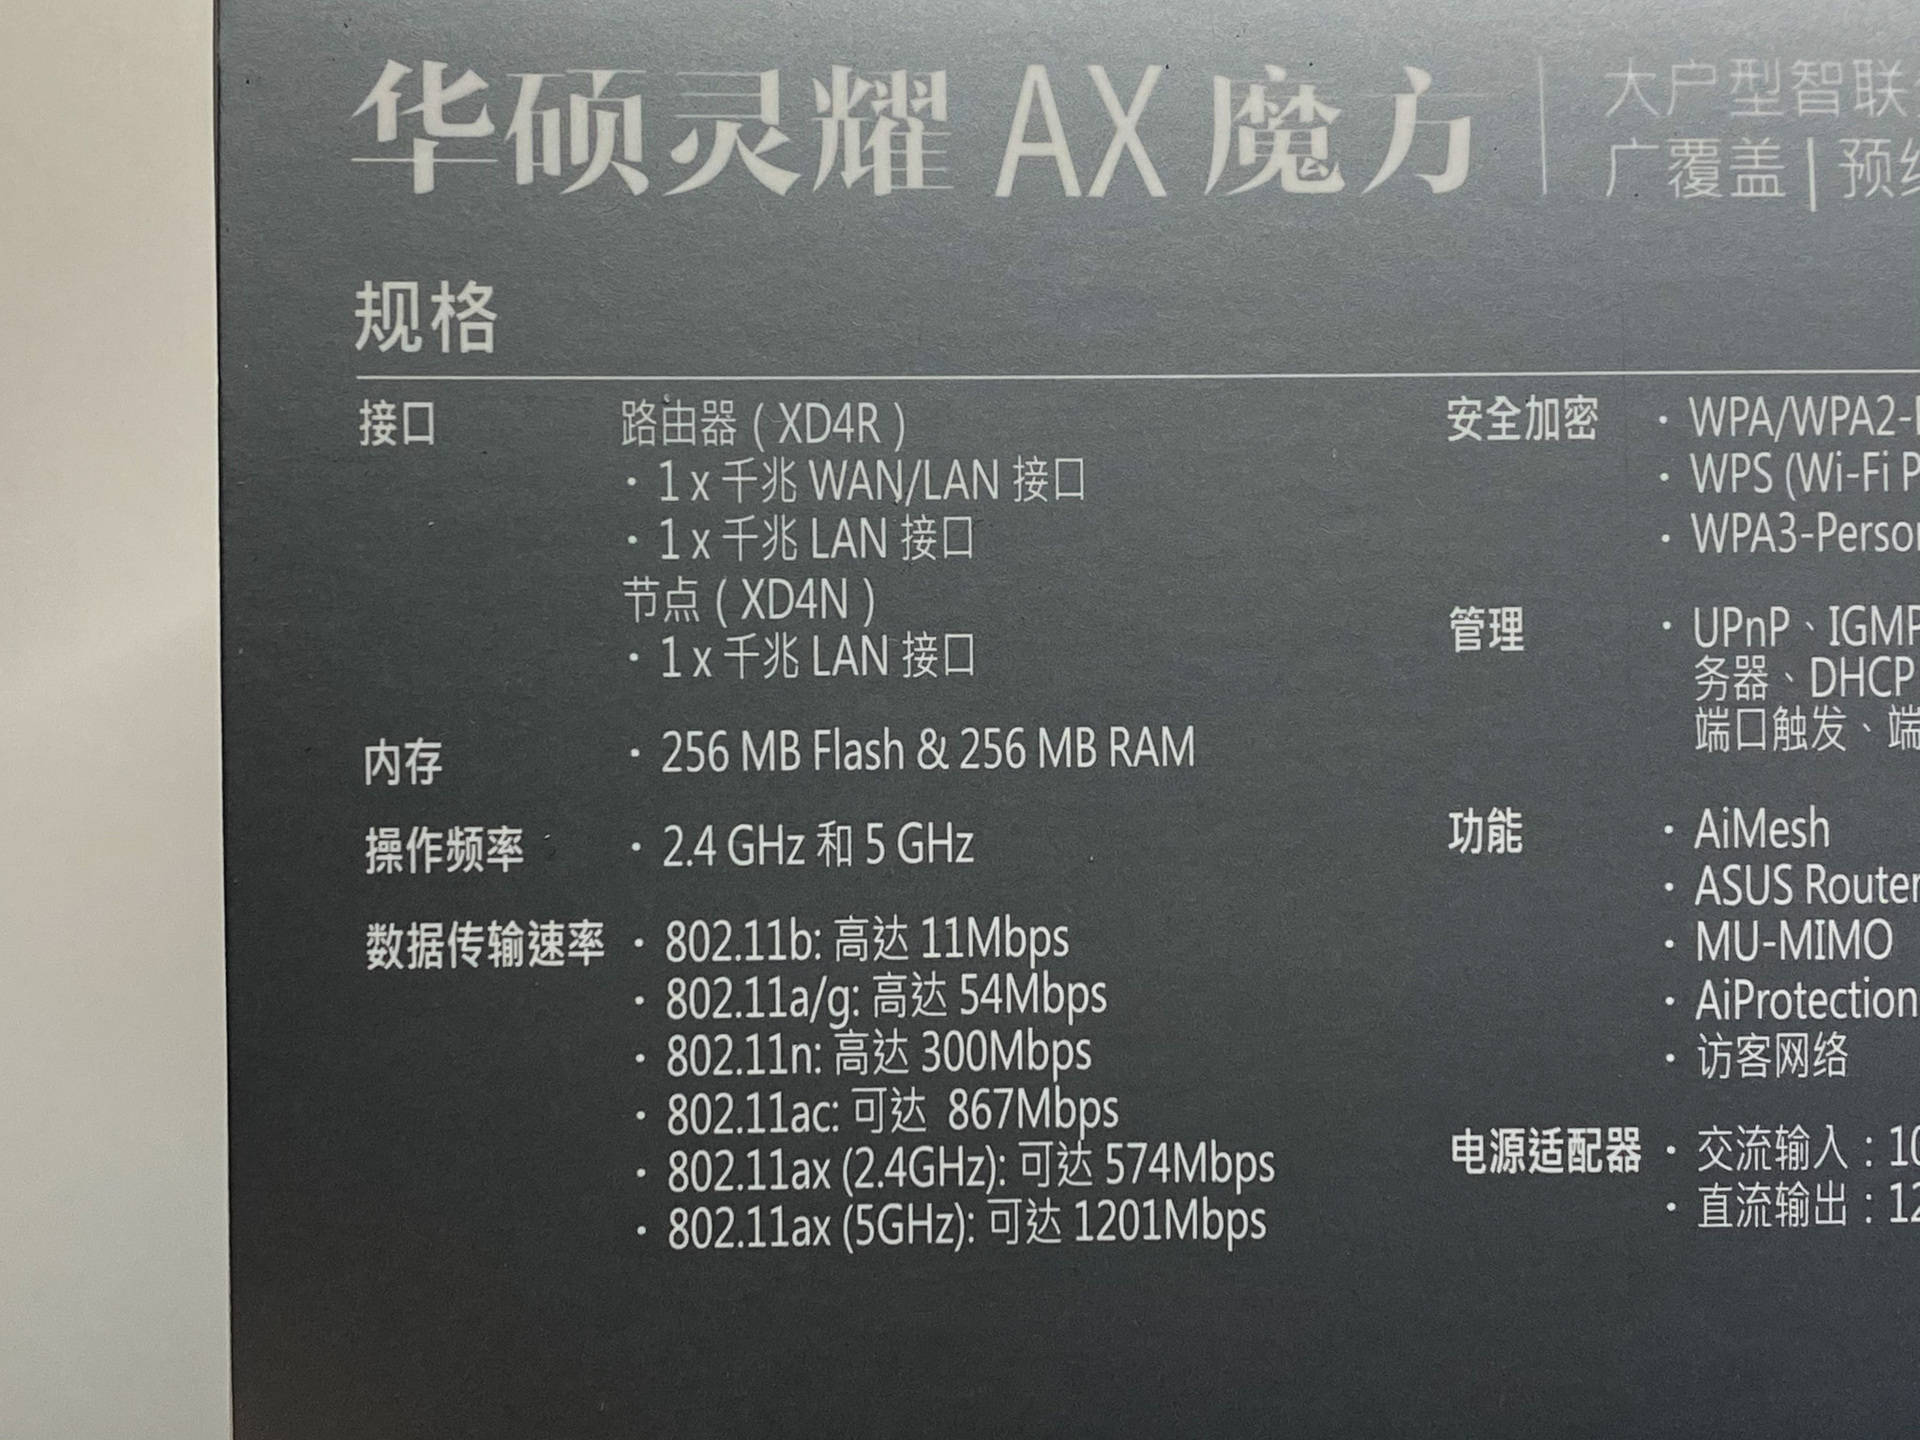 华硕灵耀 AX 魔方
大户型智联
广覆盖 | 预
规格
接口
路由器 ( XD4R )
· 1 x 千兆 WAN/LAN 接口
· 1 x 千兆 LAN 接口
节点 ( XD4N )
· 1 x 千兆 LAN 接口
内存
· 256 MB Flash & 256 MB RAM
操作频率
· 2.4 GHz 和 5 GHz
数据传输速率
· 802.11b: 高达 11Mbps
· 802.11a/g: 高达 54Mbps
· 802.11n: 高达 300Mbps
· 802.11ac: 可达 867Mbps
· 802.11ax (2.4GHz): 可达 574Mbps
· 802.11ax (5GHz): 可达 1201Mbps
安全加密
· WPA/WPA2-
· WPS (Wi-Fi P
· WPA3-Person
管理
· UPnP、IGMP
务器、DHCP
端口触发、端
功能
· AiMesh
· ASUS Router
· MU-MIMO
· AiProtection
· 访客网络
电源适配器
· 交流输入：10
· 直流输出：12